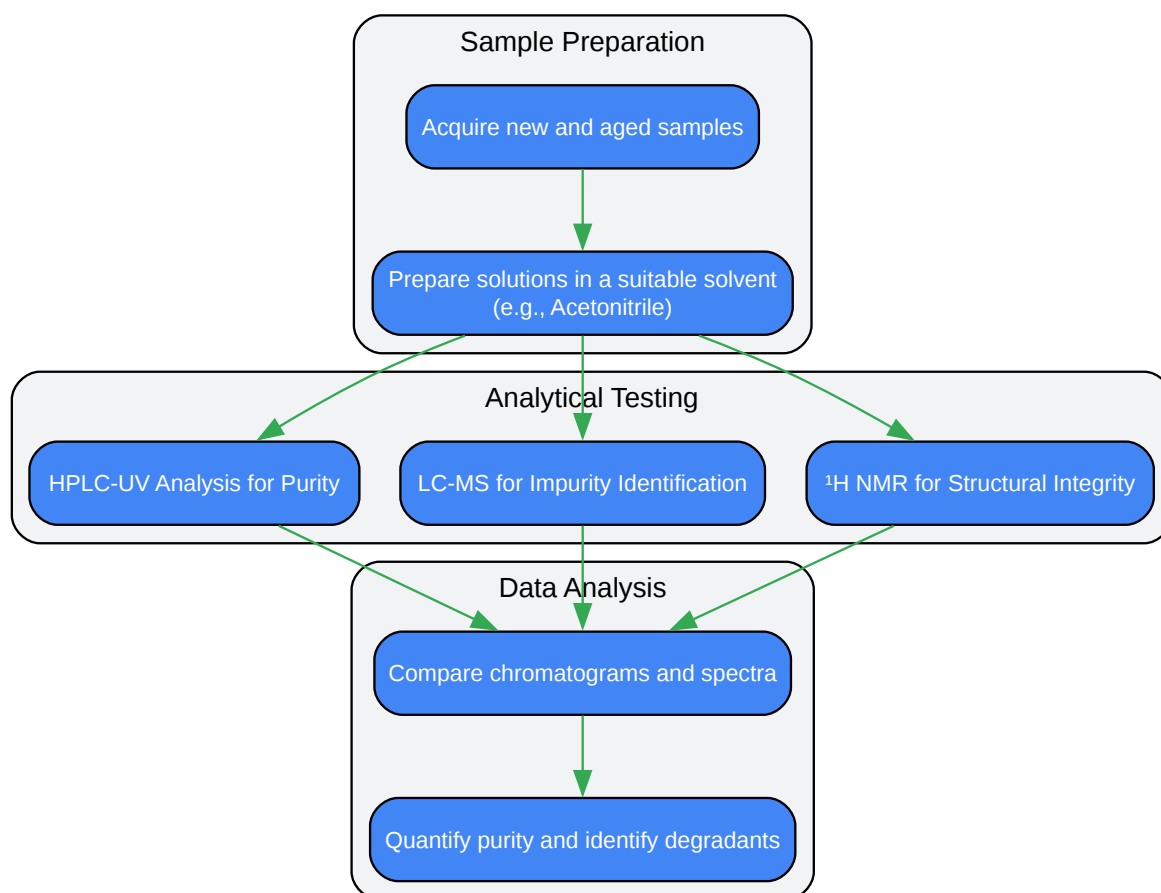 Sample Preparation
Acquire new and aged samples
Prepare solutions in a suitable solvent
(e.g., Acetonitrile)
Analytical Testing
HPLC-UV Analysis for Purity
LC-MS for Impurity Identification
¹H NMR for Structural Integrity
Data Analysis
Compare chromatograms and spectra
Quantify purity and identify degradants